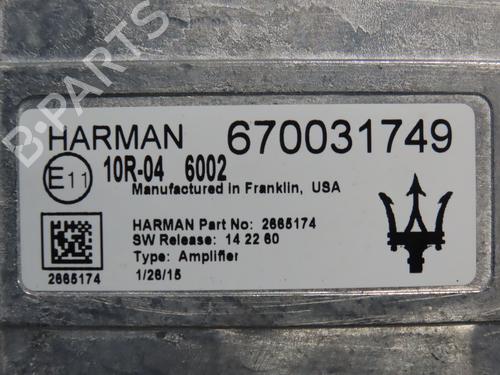 B-PARTS
HARMAN 670031749
E11 10R-04 6002
Manufactured in Franklin, USA
HARMAN Part No: 2665174
SW Release: 14 22 60
Type: Amplifier
2665174 1/26/15